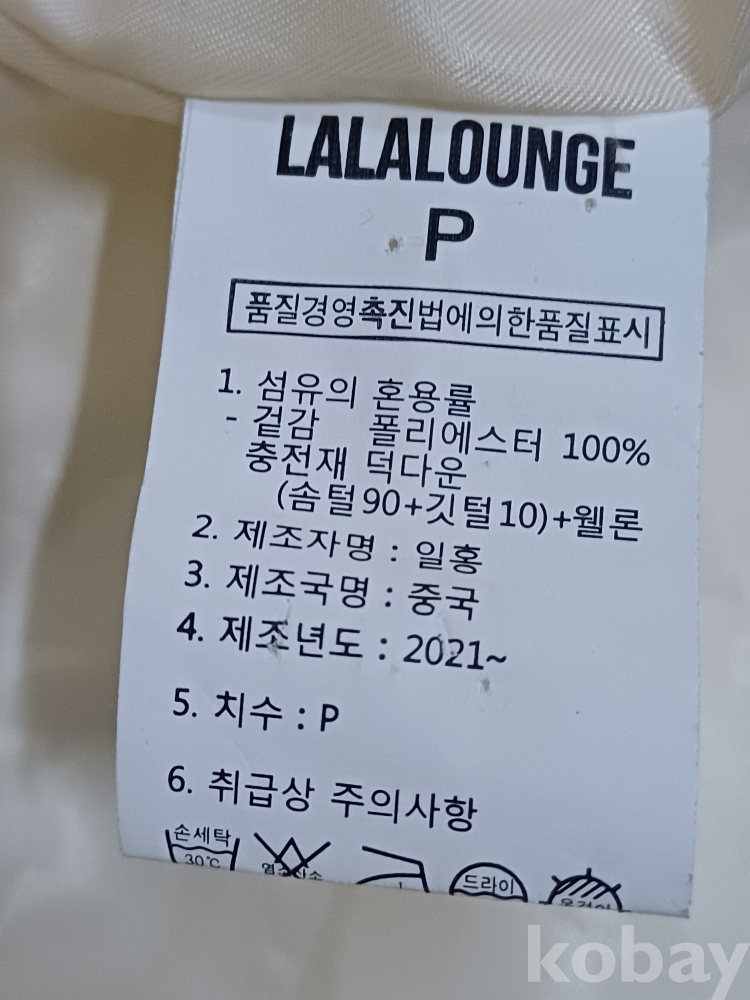 LALALOUNGE
P
품질경영촉진법에의한품질표시
1. 섬유의 혼용률
- 겉감 폴리에스터 100%
충전재 덕다운
(솜털90+깃털10)+웰론
2. 제조자명 : 일홍
3. 제조국명 : 중국
4. 제조년도 : 2021~
5. 치수 : P
6. 취급상 주의사항
손세탁
30℃
드라이
kobay